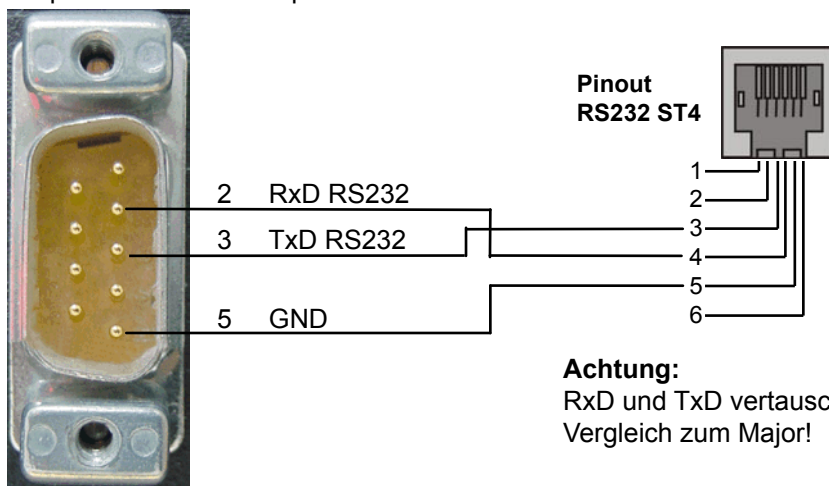 Pinout
RS232 ST4
1
2
3
4
5
6
2 RxD RS232
3 TxD RS232
5 GND
Achtung:
RxD und TxD
Vergleich zum Major!